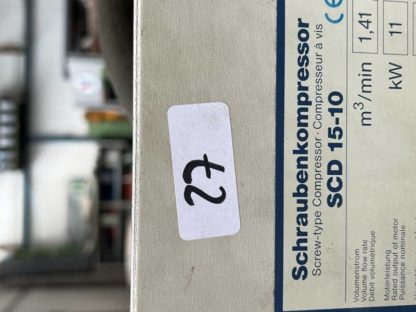 Schraubenkompressor
Screw-type Compressor · Compresseur à vis
SCD 15-10
CE
Volumenstrom
Volume flow rate
Débit volumétrique
m³/min
1,41
Motorleistung
Rated output of motor
Puissance nominale
kW
11
27